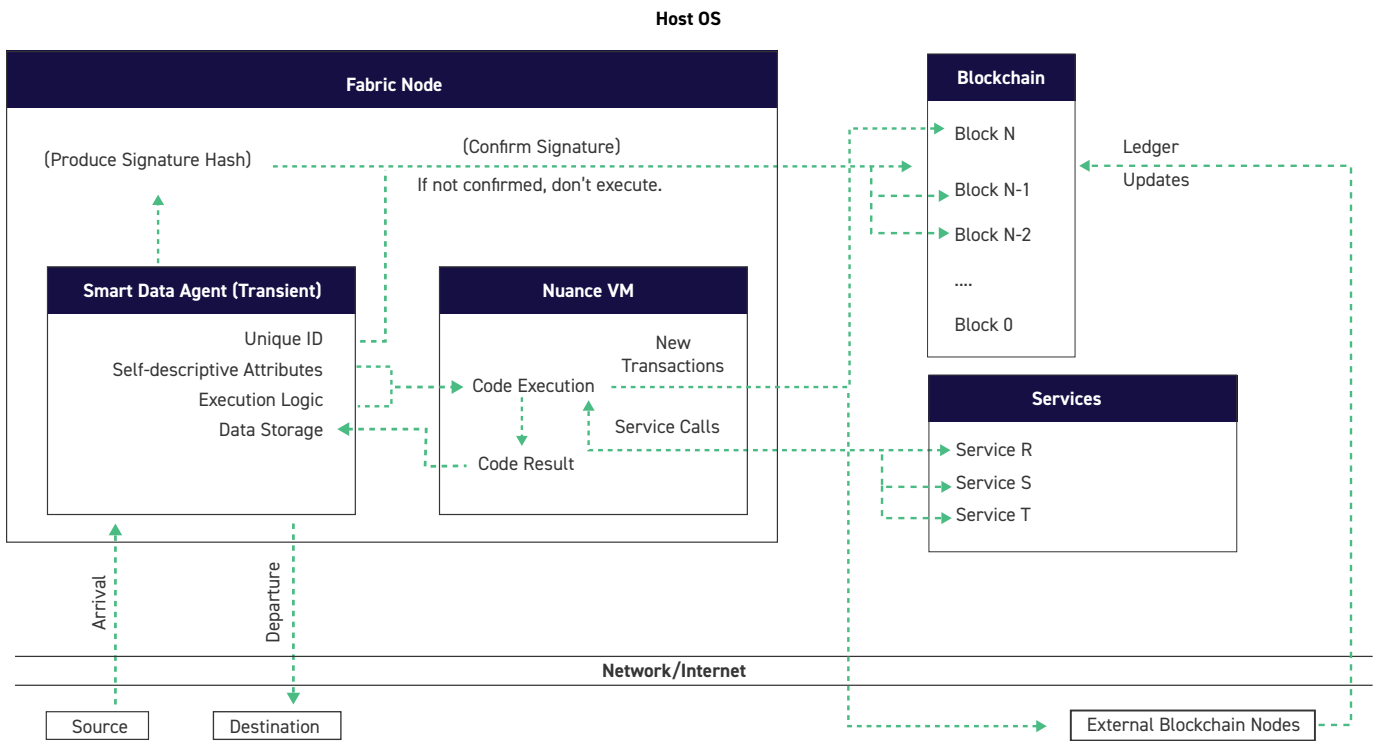 Host OS
Fabric Node
(Produce Signature Hash)
(Confirm Signature)
If not confirmed, don't execute.
Smart Data Agent (Transient)
Unique ID
Self-descriptive Attributes
Execution Logic
Data Storage
Nuance VM
Code Execution
Code Result
New
Transactions
Service Calls
Blockchain
Block N
Block N-1
Block N-2
....
Block 0
Ledger
Updates
Services
Service R
Service S
Service T
Arrival
Departure
Network/Internet
Source
Destination
External Blockchain Nodes